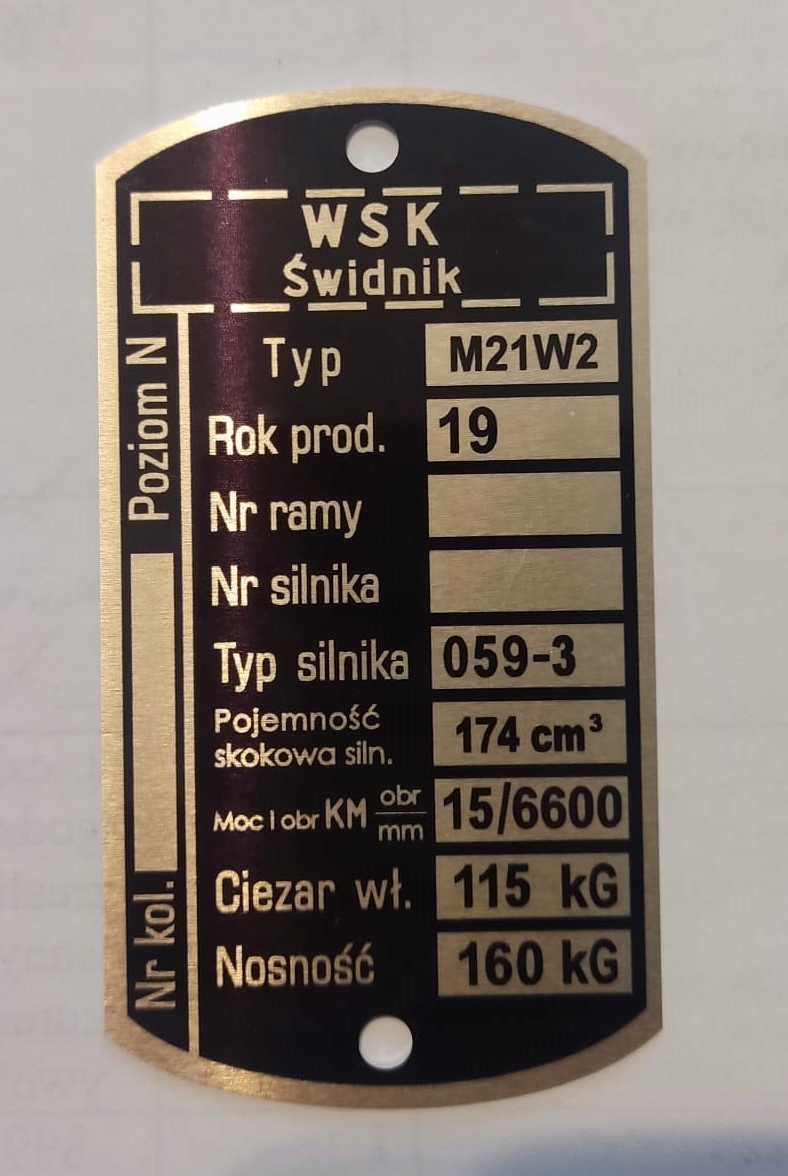 WSK
Świdnik
Poziom N
Nr kol.
Typ M21W2
Rok prod. 19
Nr ramy
Nr silnika
Typ silnika 059-3
Pojemność
skokowa siln. 174 cm³
Moc i obr KM obr/mm 15/6600
Ciezar wł. 115 kG
Nosność 160 kG